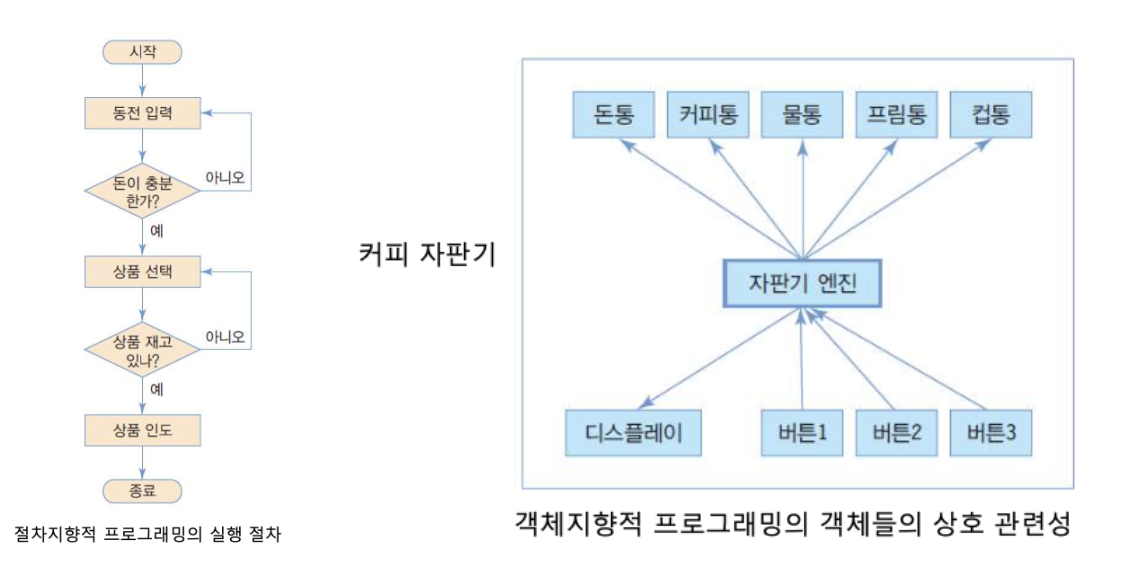 시작
동전 입력
돈이 충분
한가?
아니오
예
상품 선택
상품 재고
있나?
아니오
예
상품 인도
종료
절차지향적 프로그래밍의 실행 절차
커피 자판기
돈통
커피통
물통
프림통
컵통
자판기 엔진
디스플레이
버튼1
버튼2
버튼3
객체지향적 프로그래밍의 객체들의 상호 관련성